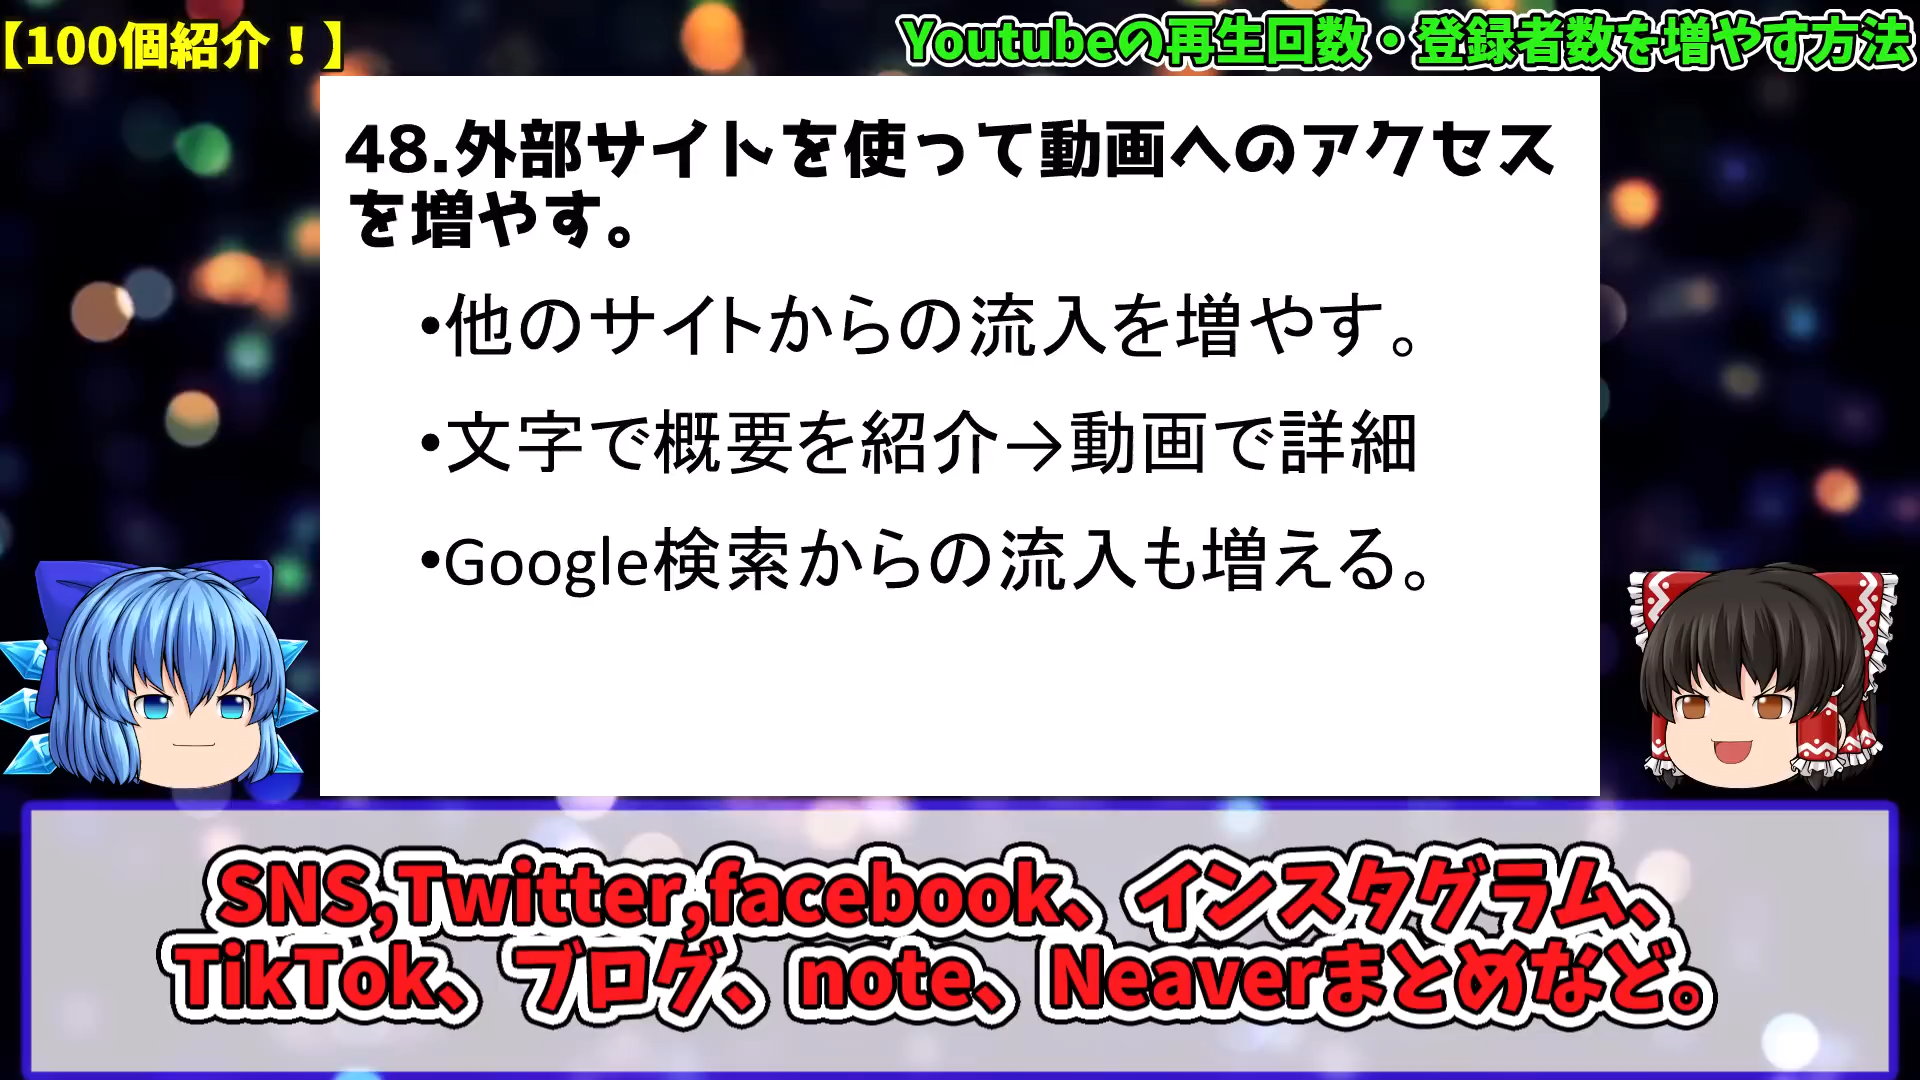 【100個紹介！】
Youtubeの再生回数・登録者数を増やす方法
48.外部サイトを使って動画へのアクセス
を増やす。
•他のサイトからの流入を増やす。
•文字で概要を紹介→動画で詳細
•Google検索からの流入も増える。
SNS,Twitter,facebook、インスタグラム、
TikTok、ブログ、note、Neaverまとめなど。